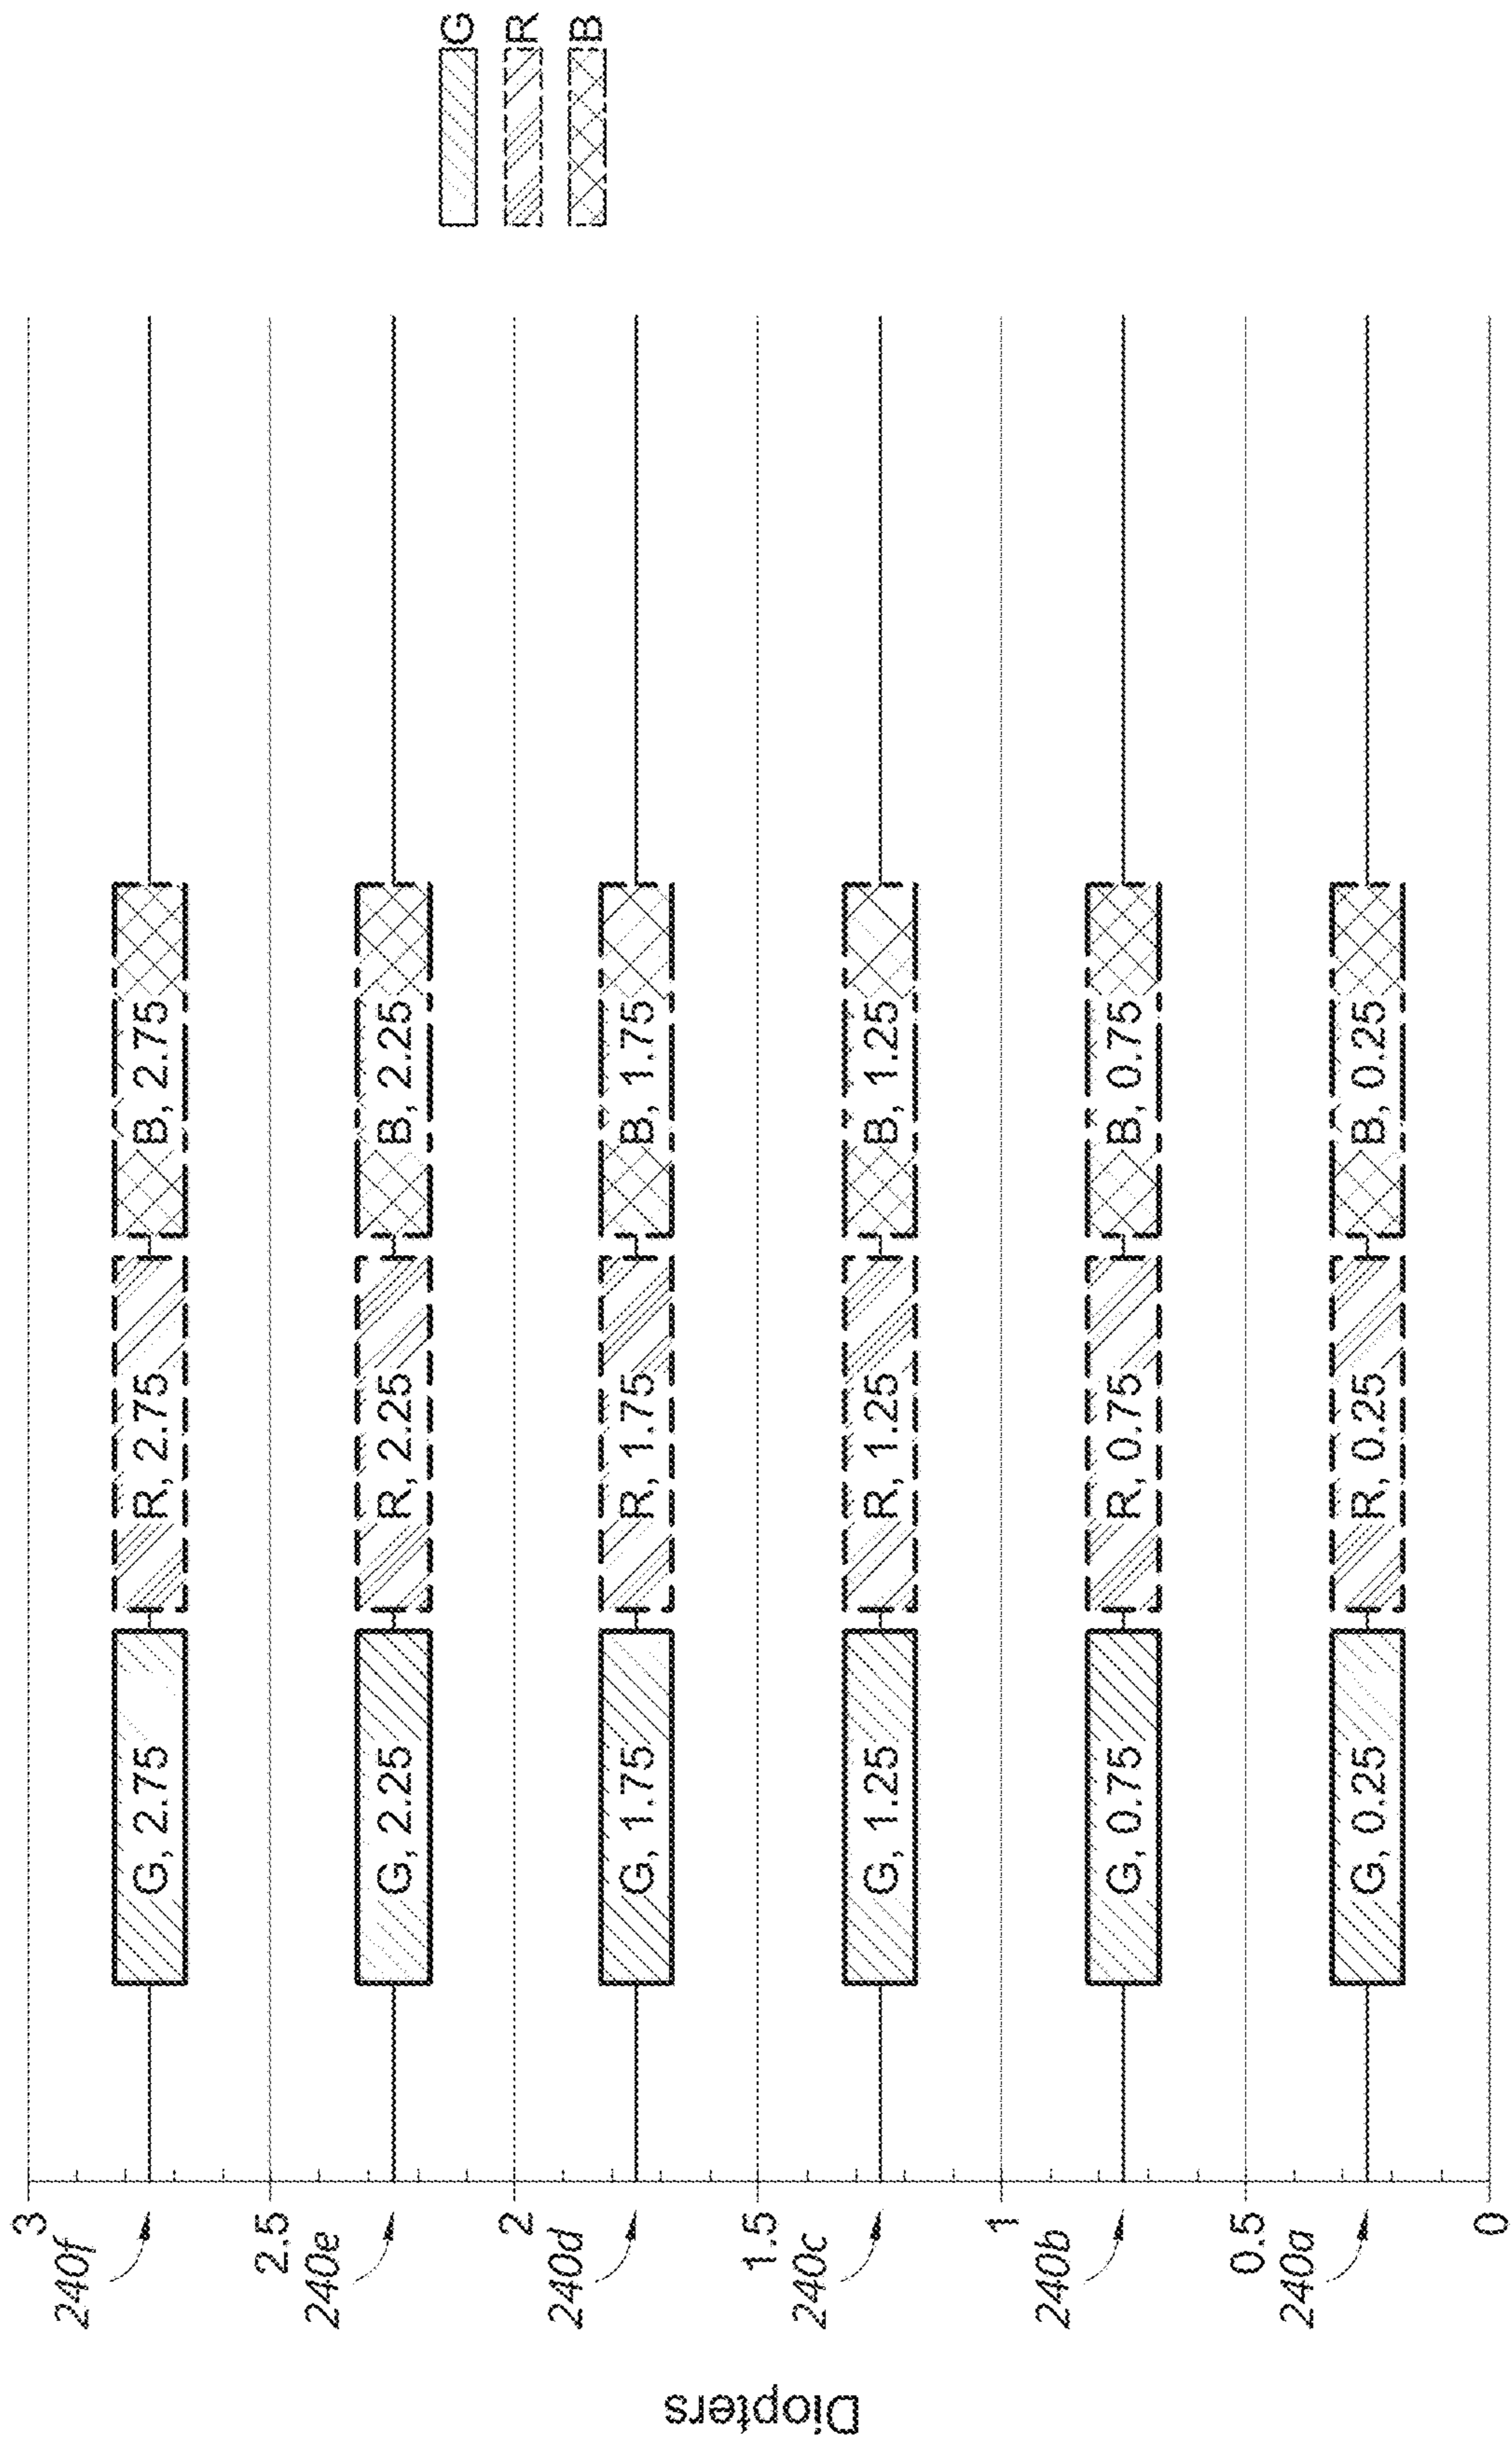 Diopters
3
240f
G, 2.75 R, 2.75 B, 2.75
2.5
240e
G, 2.25 R, 2.25 B, 2.25
2
240d
G, 1.75 R, 1.75 B, 1.75
1.5
240c
G, 1.25 R, 1.25 B, 1.25
1
240b
G, 0.75 R, 0.75 B, 0.75
0.5
240a
G, 0.25 R, 0.25 B, 0.25
0
G
R
B